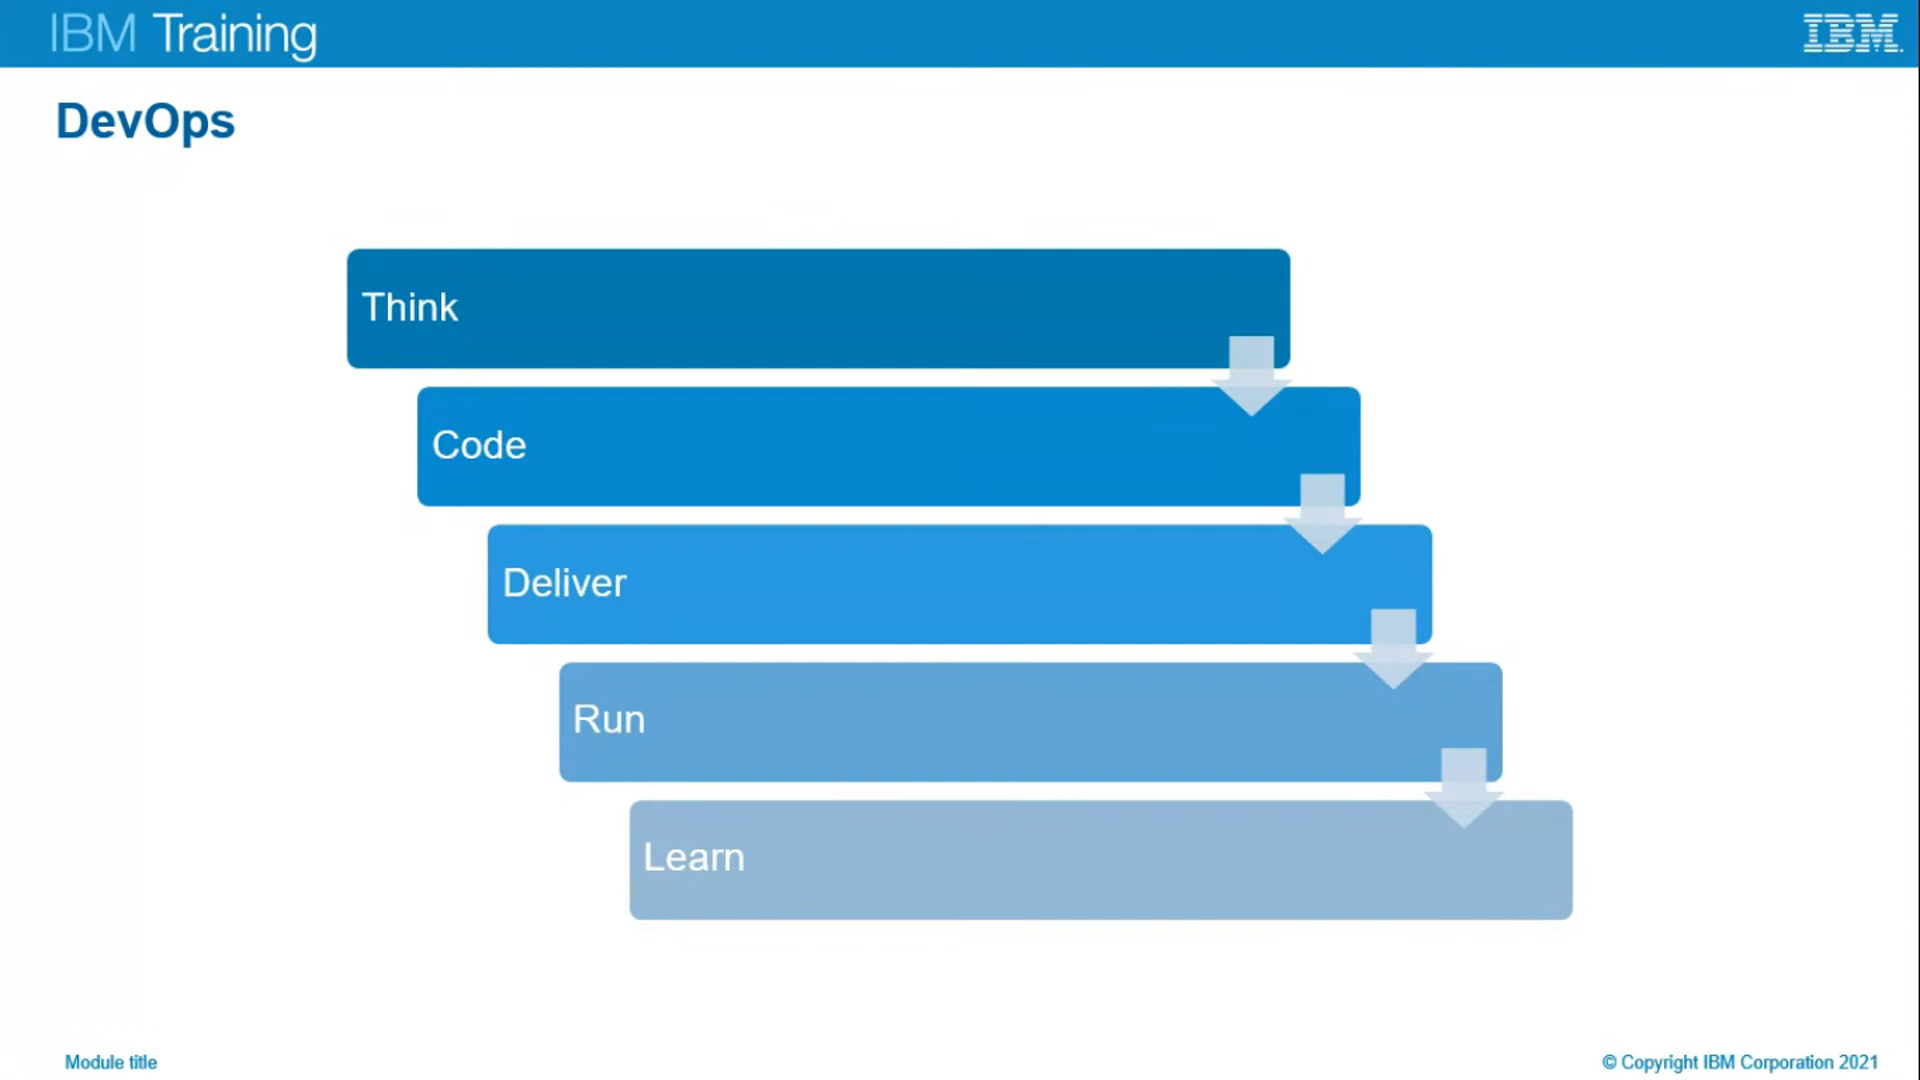 IBM Training
IBM
DevOps
Think
Code
Deliver
Run
Learn
Module title
© Copyright IBM Corporation 2021